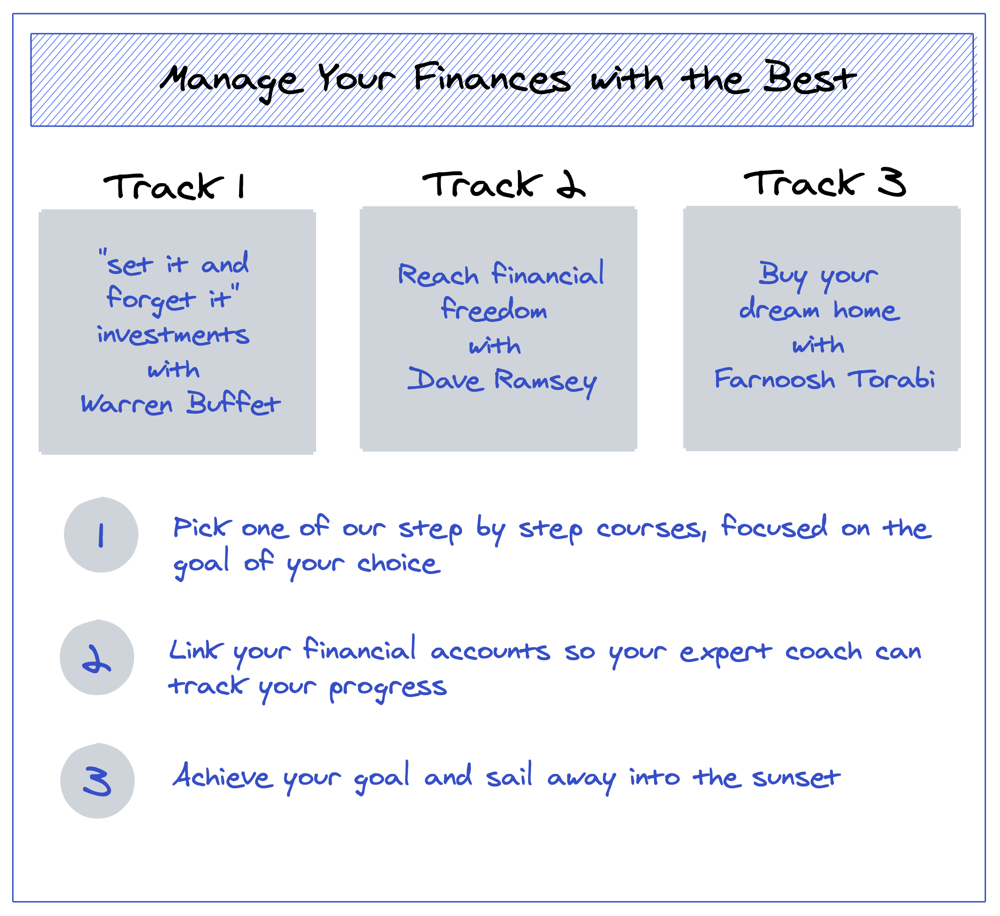 Manage Your Finances with the Best
Track 1
"set it and
forget it"
investments
with
Warren Buffet
Track 2
Reach financial
freedom
with
Dave Ramsey
Track 3
Buy your
dream home
with
Farnoosh Torabi
1
Pick one of our step by step courses, focused on the
goal of your choice
2
Link your financial accounts so your expert coach can
track your progress
3
Achieve your goal and sail away into the sunset